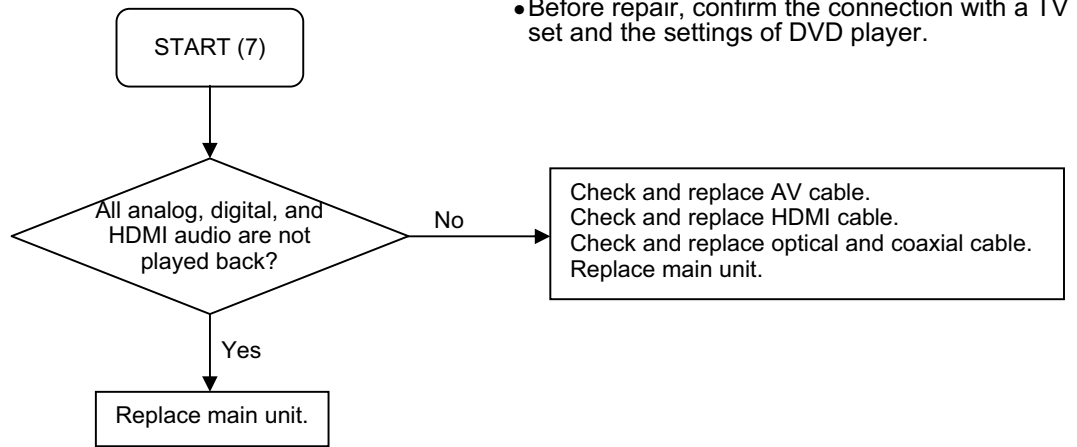 •Before repair, confirm the connection with a TV
set and the settings of DVD player.
START (7)
All analog, digital, and
HDMI audio are not
played back?
No
Check and replace AV cable.
Check and replace HDMI cable.
Check and replace optical and coaxial cable.
Replace main unit.
Yes
Replace main unit.